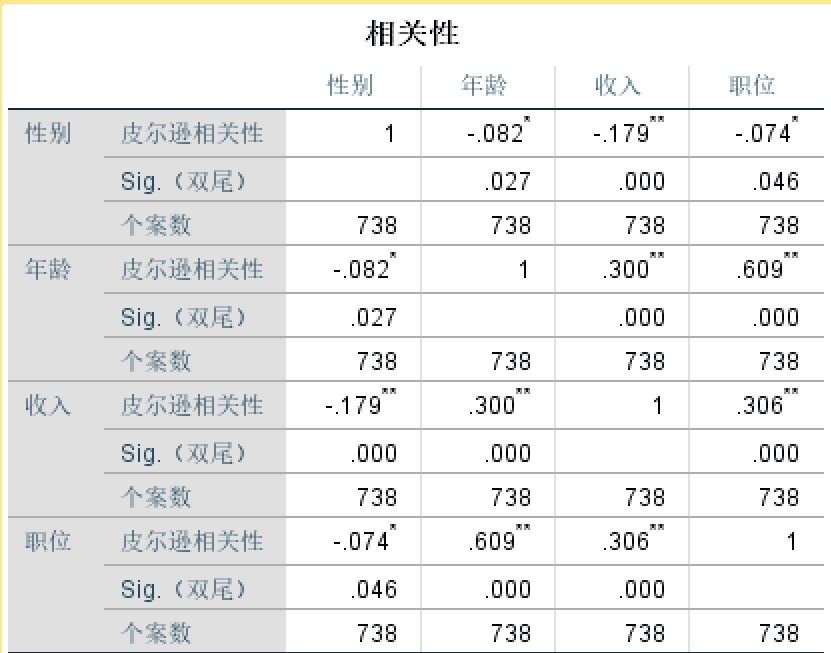 相关性
性别 年龄 收入 职位
性别 皮尔逊相关性 1 -.082* -.179** -.074*
Sig.（双尾） .027 .000 .046
个案数 738 738 738 738
年龄 皮尔逊相关性 -.082* 1 .300** .609**
Sig.（双尾） .027 .000 .000
个案数 738 738 738 738
收入 皮尔逊相关性 -.179** .300** 1 .306**
Sig.（双尾） .000 .000 .000
个案数 738 738 738 738
职位 皮尔逊相关性 -.074* .609** .306** 1
Sig.（双尾） .046 .000 .000
个案数 738 738 738 738